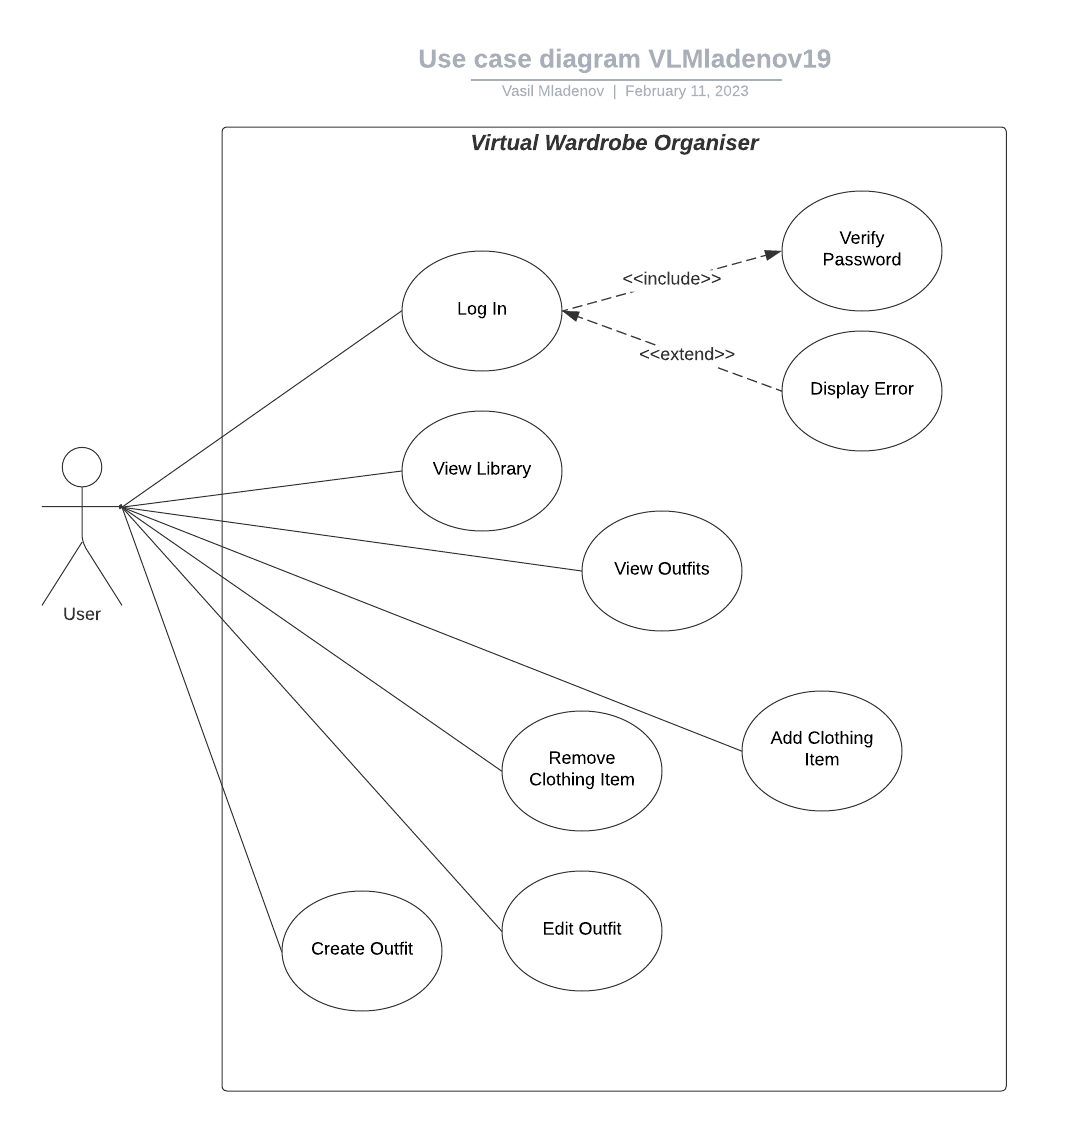 Use case diagram VLMladenov19
Vasil Mladenov | February 11, 2023
Virtual Wardrobe Organiser
Verify
Password
<<include>>
Log In
<<extend>>
Display Error
View Library
View Outfits
User
Add Clothing
Item
Remove
Clothing Item
Edit Outfit
Create Outfit